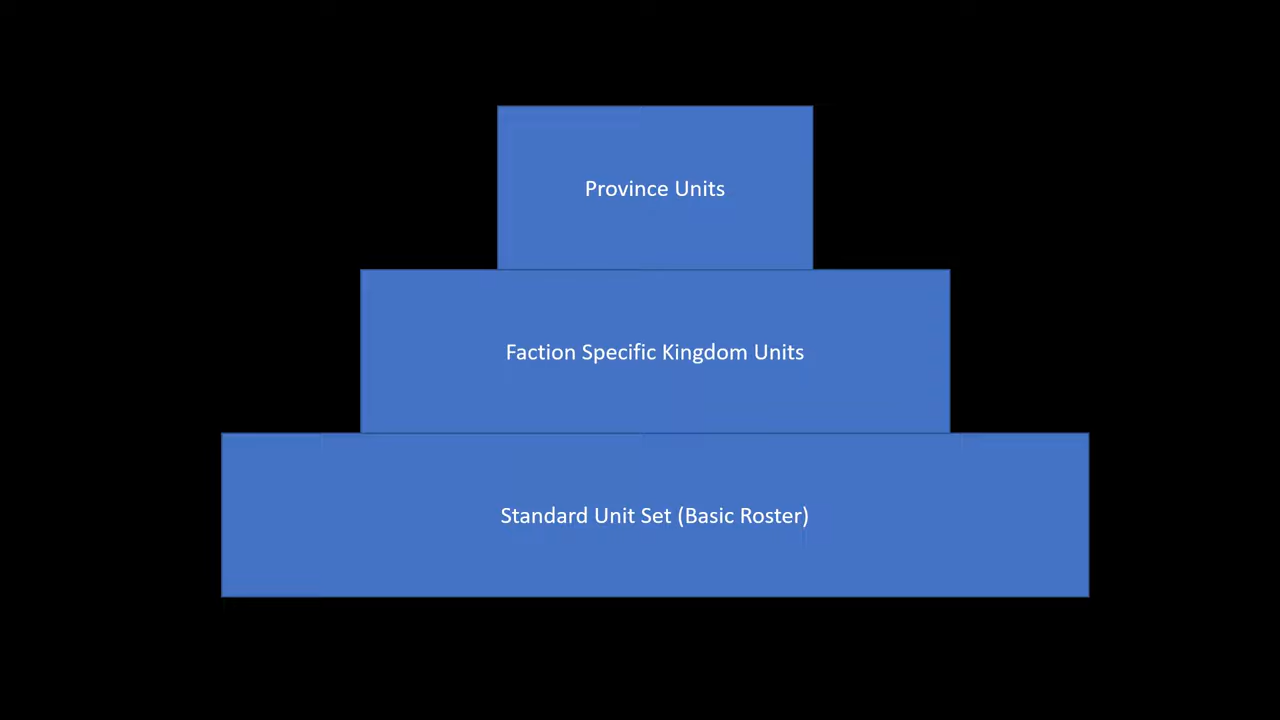 Province Units
Faction Specific Kingdom Units
Standard Unit Set (Basic Roster)